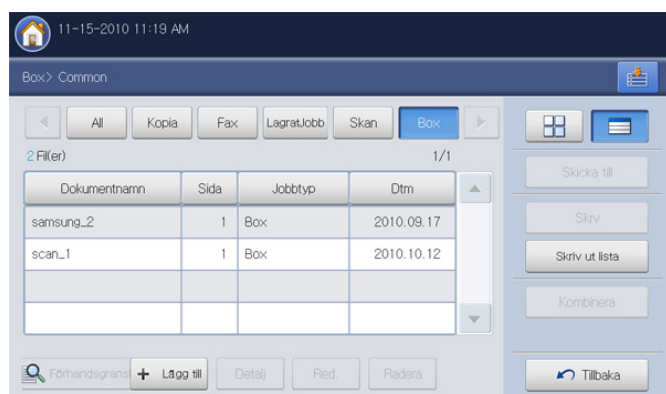 11-15-2010 11:19 AM
Box> Common
All Kopia Fax LagratJobb Skan Box
2 Fil(er) 1/1
Dokumentnamn Sida Jobbtyp Dtm
samsung_2 1 Box 2010.09.17
scan_1 1 Box 2010.10.12
Skicka till
Skriv
Skriv ut lista
Kombinera
Förhandsgransk + Lägg till Detalj Red. Radera
Tillbaka